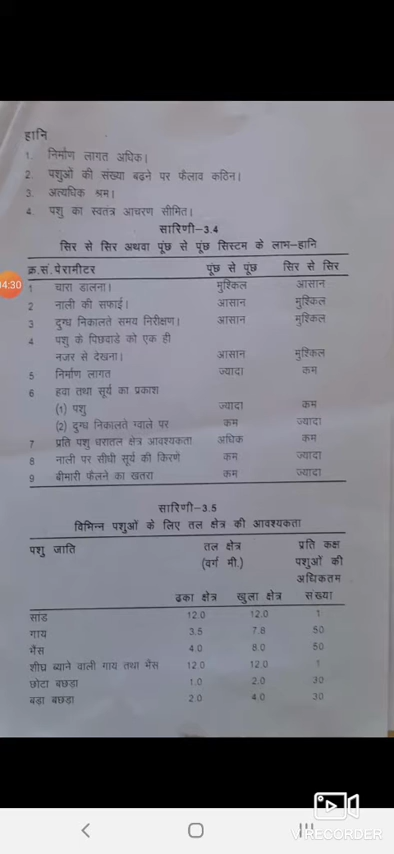 हानि
1. निर्माण लागत अधिक।
2. पशुओं की संख्या बढ़ने पर फैलाव कठिन।
3. अत्यधिक श्रम।
4. पशु का स्वतंत्र आचरण सीमित।
सारिणी-3.4
सिर से सिर अथवा पूंछ से पूंछ सिस्टम के लाभ-हानि
क्र.सं. पेरामीटर पूंछ से पूंछ सिर से सिर
1 चारा डालना। मुश्किल आसान
14:30
2 नाली की सफाई। आसान मुश्किल
3 दुग्ध निकालते समय निरीक्षण। आसान मुश्किल
4 पशु के पिछवाडे को एक ही
नजर से देखना। आसान मुश्किल
5 निर्माण लागत ज्यादा कम
6 हवा तथा सूर्य का प्रकाश
(1) पशु ज्यादा कम
(2) दुग्ध निकालते ग्वाले पर कम ज्यादा
7 प्रति पशु धरातल क्षेत्र आवश्यकता अधिक कम
8 नाली पर सीधी सूर्य की किरणे कम ज्यादा
9 बीमारी फैलने का खतरा कम ज्यादा
सारिणी-3.5
विभिन्न पशुओं के लिए तल क्षेत्र की आवश्यकता
पशु जाति तल क्षेत्र प्रति कक्ष
(वर्ग मी.) पशुओं की
अधिकतम
ढका क्षेत्र खुला क्षेत्र संख्या
सांड 12.0 12.0 1
गाय 3.5 7.8 50
भैंस 4.0 8.0 50
शीघ्र ब्याने वाली गाय तथा भैंस 12.0 12.0 1
छोटा बछड़ा 1.0 2.0 30
बड़ा बछड़ा 2.0 4.0 30
VIRECORDER